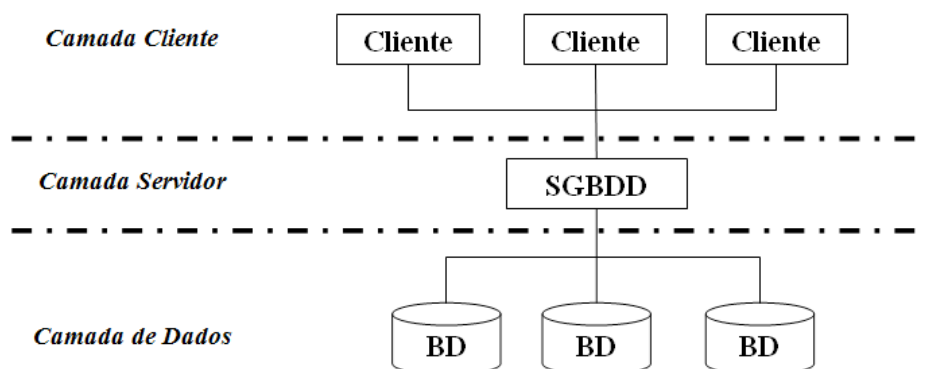 Camada Cliente
Cliente Cliente Cliente
Camada Servidor
SGBDD
Camada de Dados
BD BD BD